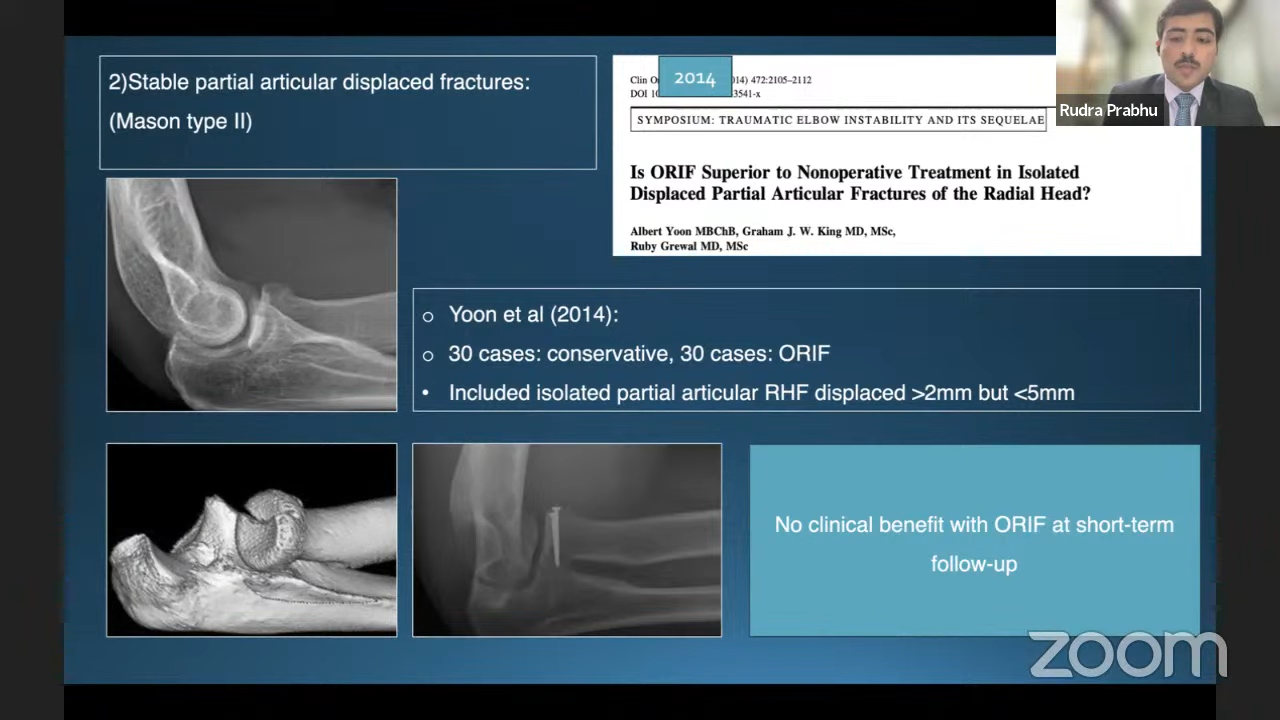 2)Stable partial articular displaced fractures:
(Mason type II)
Clin O
2014
14) 472:2105–2112
DOI 10
3541-x
SYMPOSIUM: TRAUMATIC ELBOW INSTABILITY AND ITS SEQUELAE
Is ORIF Superior to Nonoperative Treatment in Isolated
Displaced Partial Articular Fractures of the Radial Head?
Albert Yoon MBChB, Graham J. W. King MD, MSc,
Ruby Grewal MD, MSc
Rudra Prabhu
○ Yoon et al (2014):
○ 30 cases: conservative, 30 cases: ORIF
• Included isolated partial articular RHF displaced >2mm but <5mm
No clinical benefit with ORIF at short-term
follow-up
zoom